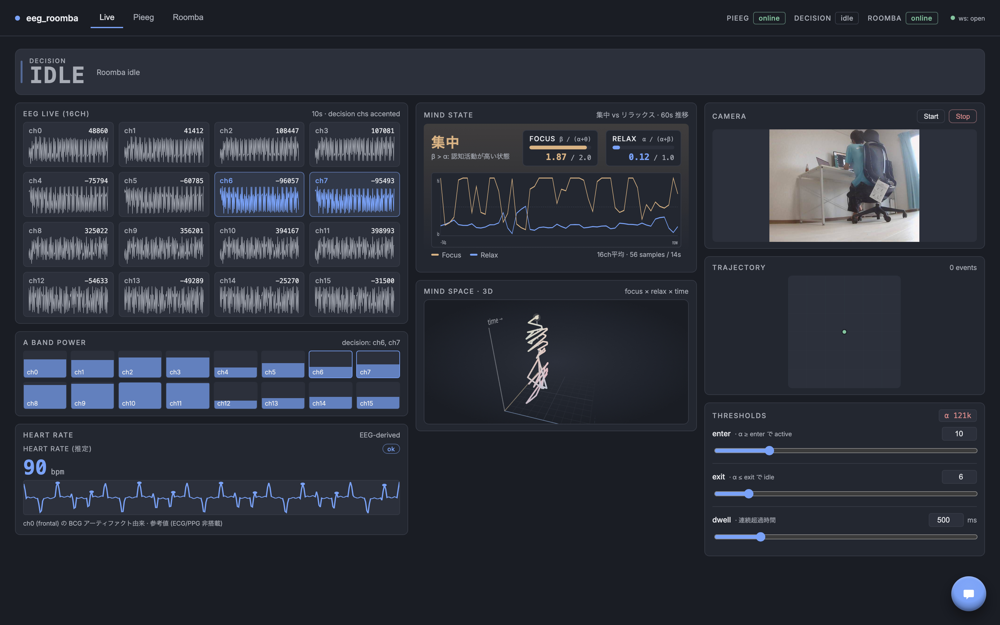 eeg_roomba Live Pieeg Roomba PIEEG online DECISION idle ROOMBA online ws: open
DECISION
IDLE Roomba idle
EEG LIVE (16CH) 10s · decision chs accented
ch0 48860 ch1 41412 ch2 108447 ch3 107081
ch4 −75794 ch5 −60785 ch6 −96057 ch7 −95493
ch8 325022 ch9 356201 ch10 394167 ch11 398993
ch12 −54633 ch13 −49289 ch14 −25270 ch15 −31500
Α BAND POWER decision: ch6, ch7
ch0 ch1 ch2 ch3 ch4 ch5 ch6 ch7
ch8 ch9 ch10 ch11 ch12 ch13 ch14 ch15
HEART RATE EEG-derived
HEART RATE (推定) ok
90 bpm
ch0 (frontal) の BCG アーティファクト由来 · 参考値 (ECG/PPG 非搭載)
MIND STATE 集中 vs リラックス · 60s 推移
集中
β > α: 認知活動が高い状態
FOCUS β / (α+θ)
1.87 / 2.0
RELAX α / (α+β)
0.12 / 1.0
hi
lo
-14s now
Focus Relax 16ch平均 · 56 samples / 14s
MIND SPACE · 3D focus × relax × time
time→
CAMERA Start Stop
TRAJECTORY 0 events
THRESHOLDS α 121k
enter · α ≥ enter で active 10
exit · α ≤ exit で idle 6
dwell · 連続超過時間 500 ms